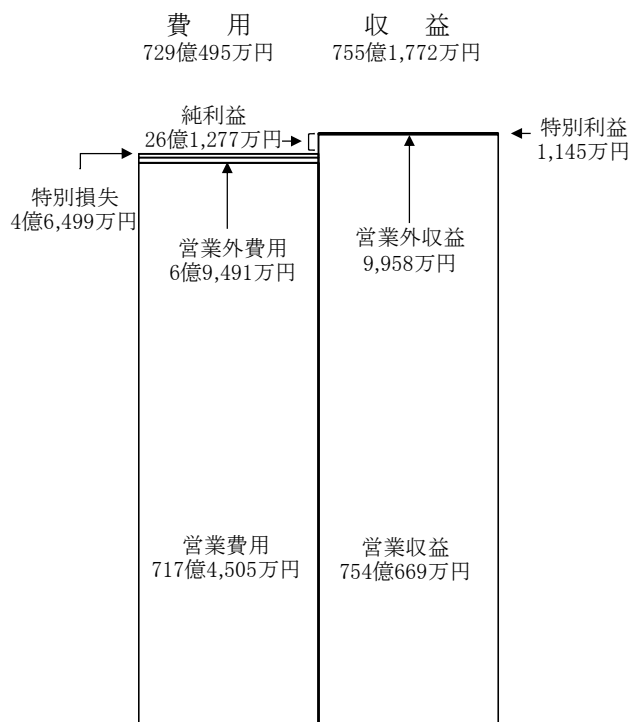 費用
729億495万円
収益
755億1,772万円
純利益
26億1,277万円
特別利益
1,145万円
特別損失
4億6,499万円
営業外費用
6億9,491万円
営業外収益
9,958万円
営業費用
717億4,505万円
営業収益
754億669万円